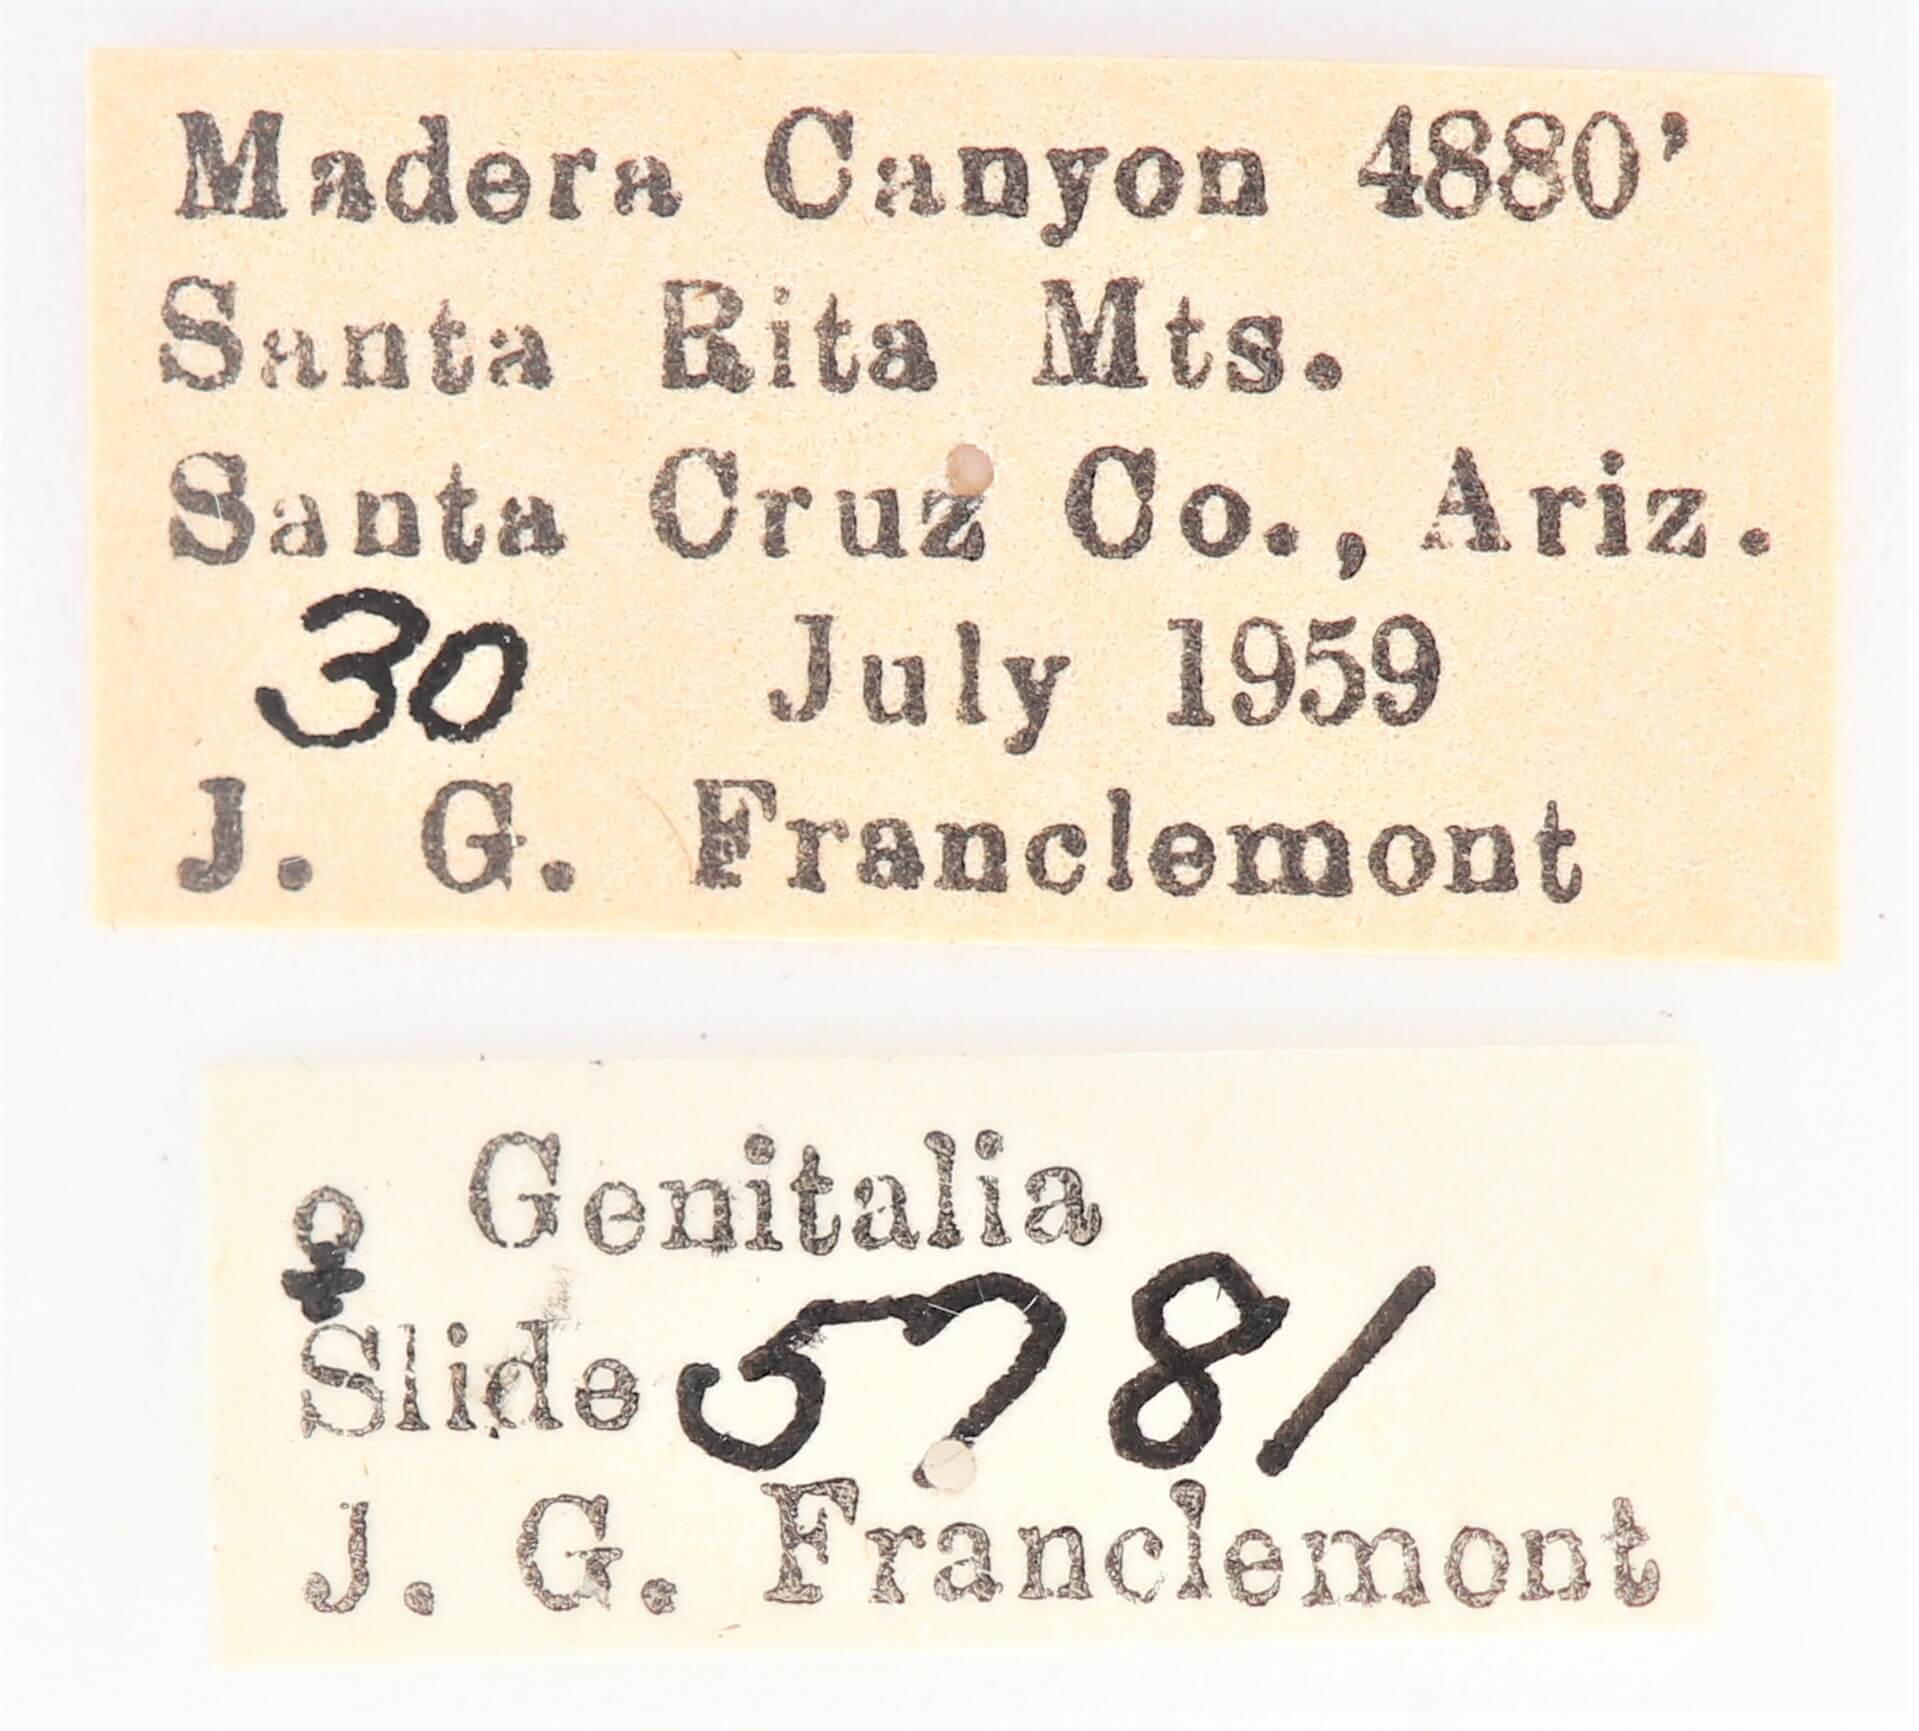 Madera Canyon 4880'
Santa Rita Mts.
Santa Cruz Co., Ariz.
30 July 1959
J. G. Franclemont
♀ Genitalia
Slide 5781
J. G. Franclemont